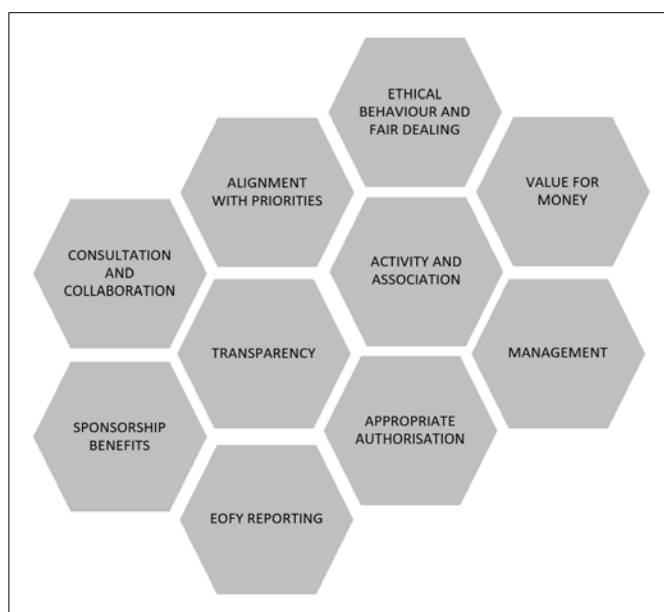 ETHICAL
BEHAVIOUR AND
FAIR DEALING
ALIGNMENT
WITH PRIORITIES
VALUE FOR
MONEY
CONSULTATION
AND
COLLABORATION
ACTIVITY AND
ASSOCIATION
TRANSPARENCY
MANAGEMENT
SPONSORSHIP
BENEFITS
APPROPRIATE
AUTHORISATION
EOFY REPORTING